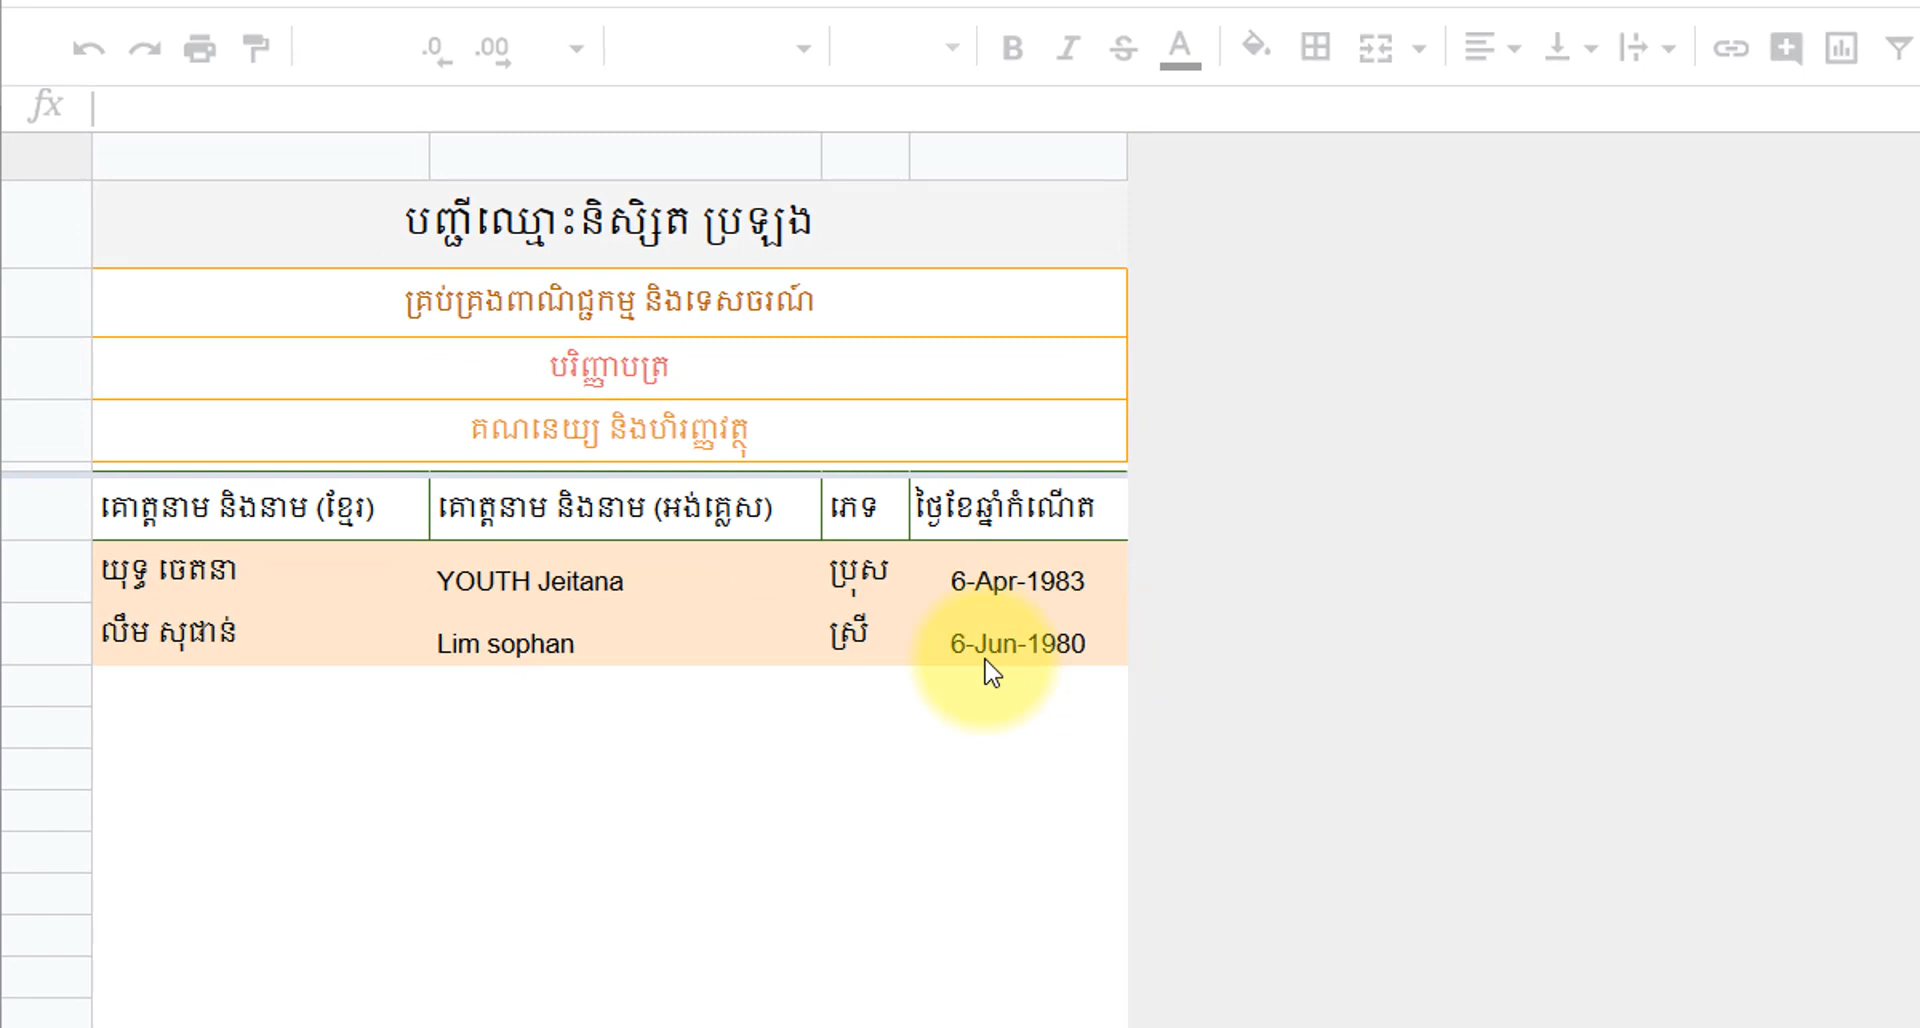 .0 .00 B I S A
fx
បញ្ជីឈ្មោះនិស្សិត ប្រឡង
គ្រប់គ្រងពាណិជ្ជកម្ម និងទេសចរណ៍
បរិញ្ញាបត្រ
គណនេយ្យ និងហិរញ្ញវត្ថុ
គោត្តនាម និងនាម (ខ្មែរ) គោត្តនាម និងនាម (អង់គ្លេស) ភេទ ថ្ងៃខែឆ្នាំកំណើត
យុទ្ធ ចេតនា YOUTH Jeitana ប្រុស 6-Apr-1983
លឹម សុផាន់ Lim sophan ស្រី 6-Jun-1980